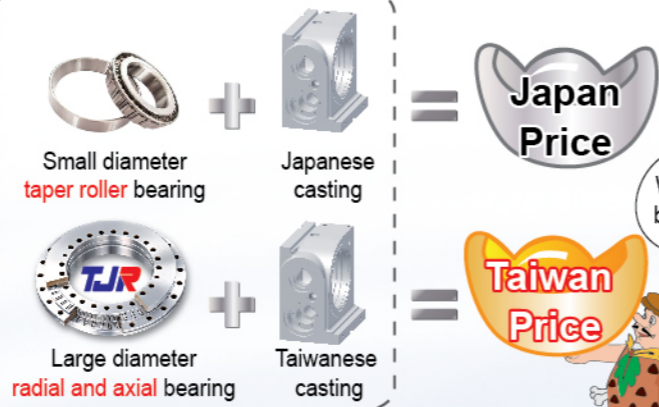 Small diameter
taper roller bearing
Japanese
casting
Japan
Price
TJR
Large diameter
radial and axial bearing
Taiwanese
casting
Taiwan
Price